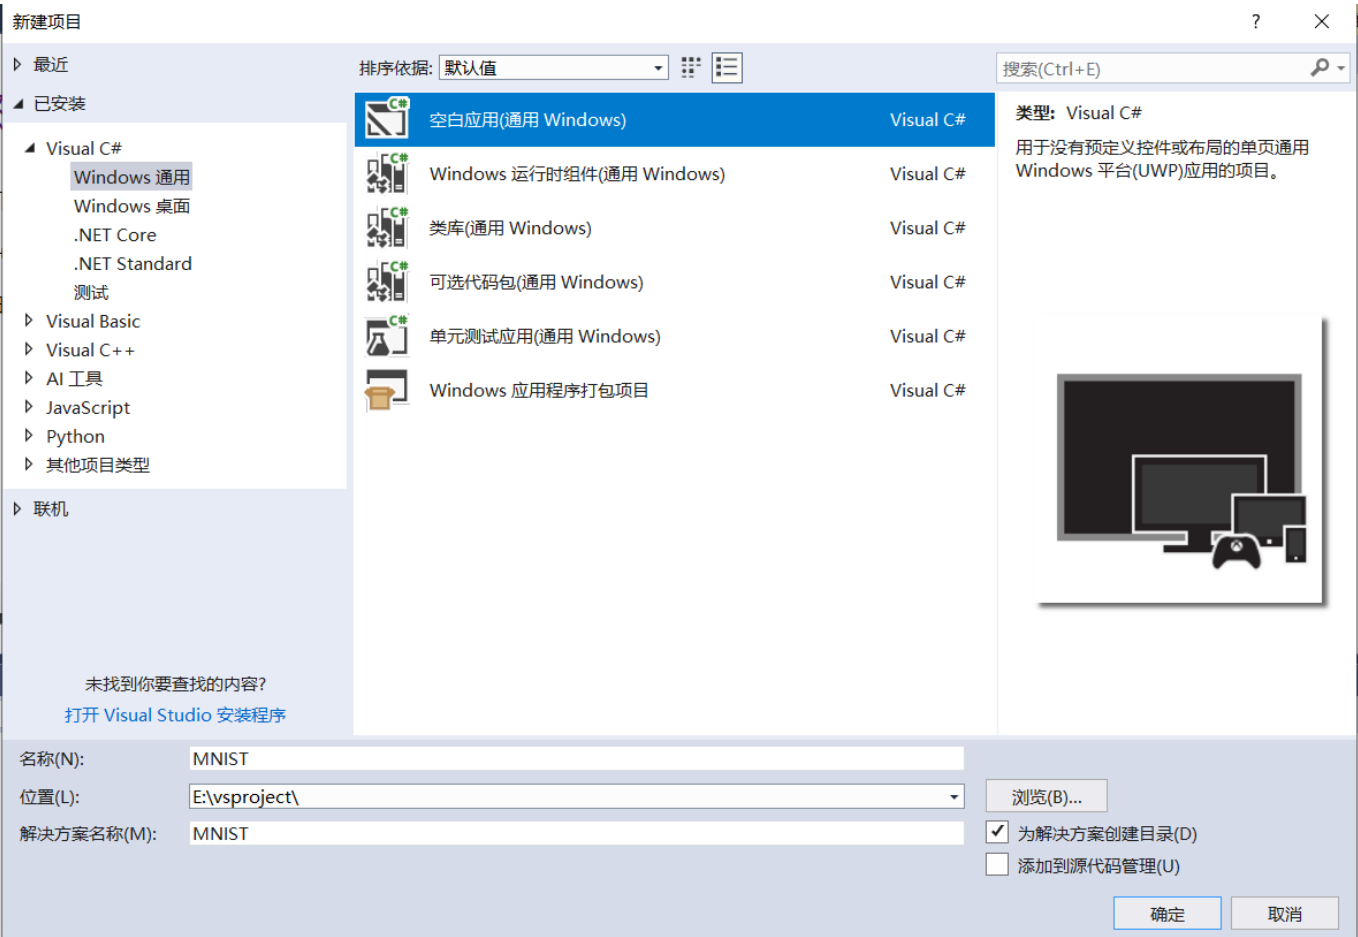 新建项目
?
最近
已安装
Visual C#
Windows 通用
Windows 桌面
.NET Core
.NET Standard
测试
Visual Basic
Visual C++
AI 工具
JavaScript
Python
其他项目类型
联机
未找到你要查找的内容?
打开 Visual Studio 安装程序
排序依据: 默认值
C# 空白应用(通用 Windows) Visual C#
C# Windows 运行时组件(通用 Windows) Visual C#
C# 类库(通用 Windows) Visual C#
C# 可选代码包(通用 Windows) Visual C#
C# 单元测试应用(通用 Windows) Visual C#
Windows 应用程序打包项目 Visual C#
搜索(Ctrl+E)
类型: Visual C#
用于没有预定义控件或布局的单页通用
Windows 平台(UWP)应用的项目。
名称(N): MNIST
位置(L): E:\vsproject\ 浏览(B)...
解决方案名称(M): MNIST
为解决方案创建目录(D)
添加到源代码管理(U)
确定 取消